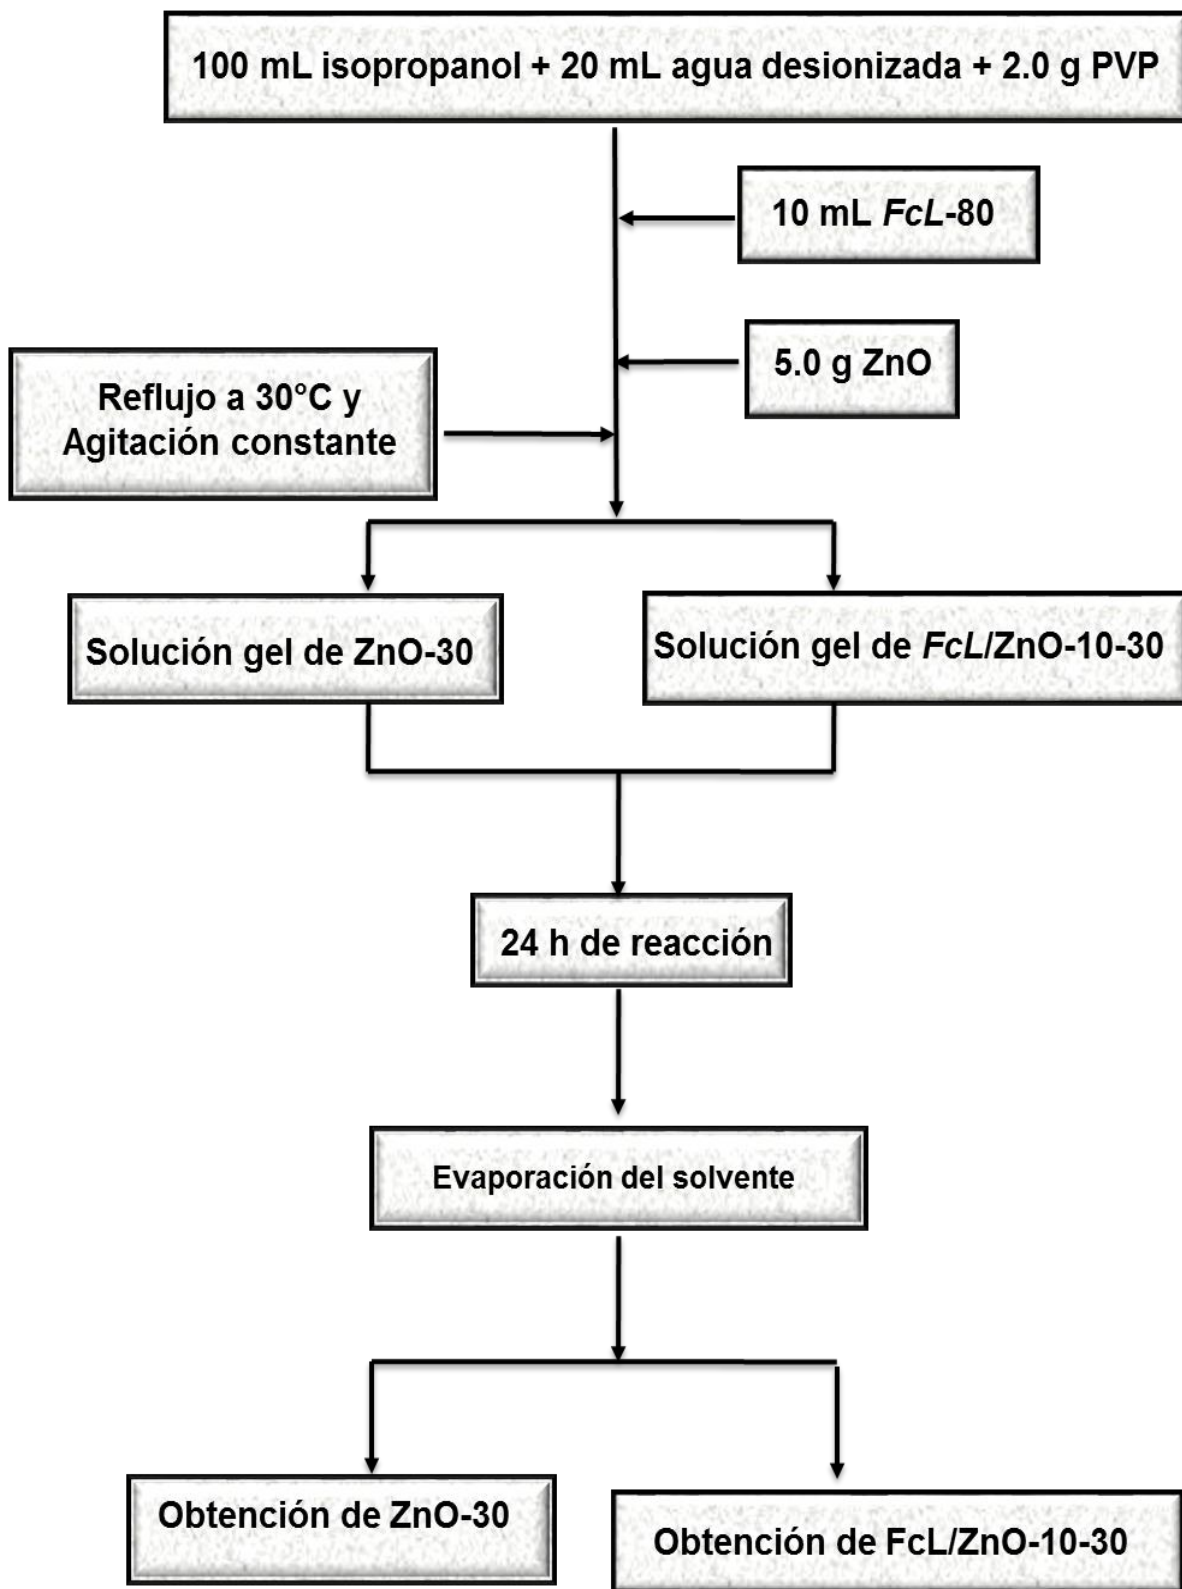 100 mL isopropanol + 20 mL agua desionizada + 2.0 g PVP
10 mL FcL-80
5.0 g ZnO
Reflujo a 30°C y
Agitación constante
Solución gel de ZnO-30
Solución gel de FcL/ZnO-10-30
24 h de reacción
Evaporación del solvente
Obtención de ZnO-30
Obtención de FcL/ZnO-10-30